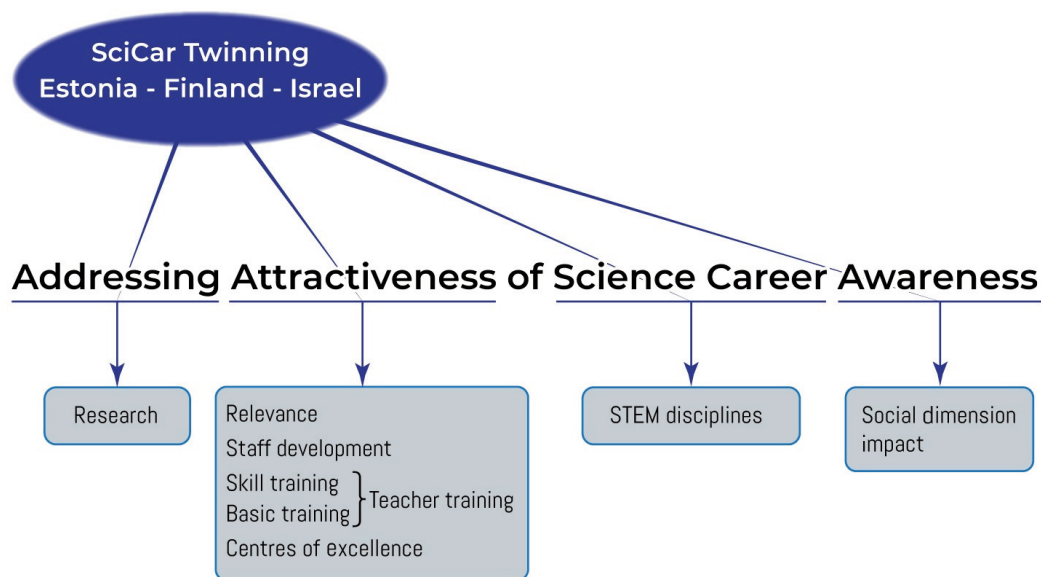 SciCar Twinning
Estonia - Finland - Israel
Addressing Attractiveness of Science Career Awareness
Research
Relevance
Staff development
Skill training
Basic training
Teacher training
Centres of excellence
STEM disciplines
Social dimension
impact